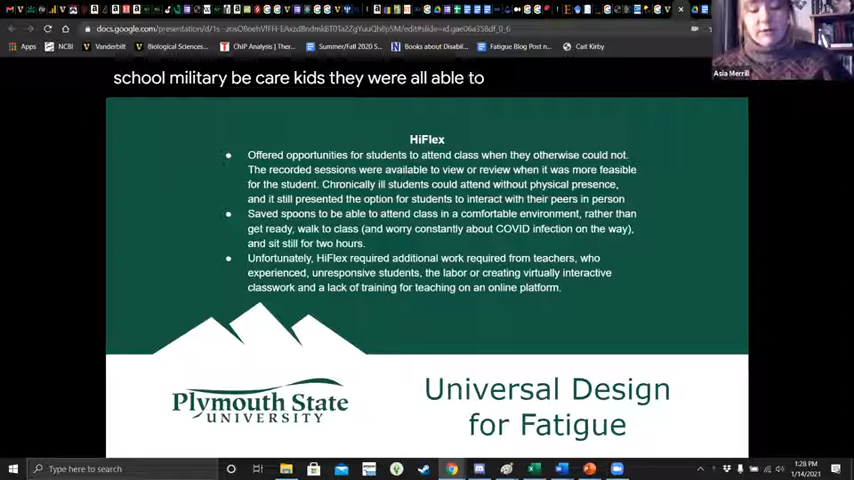 docs.google.com/presentation/d/1s
Apps
NCBI
Vanderbilt
Biological Sciences...
ChIP Analysis | Ther...
Summer/Fall 2020 S...
Books about Disabil...
Fatigue Blog Post n...
Cait Kirby
Asia Merrill
school military be care kids they were all able to
HiFlex
● Offered opportunities for students to attend class when they otherwise could not.
The recorded sessions were available to view or review when it was more feasible
for the student. Chronically ill students could attend without physical presence,
and it still presented the option for students to interact with their peers in person
● Saved spoons to be able to attend class in a comfortable environment, rather than
get ready, walk to class (and worry constantly about COVID infection on the way),
and sit still for two hours.
● Unfortunately, HiFlex required additional work required from teachers, who
experienced, unresponsive students, the labor or creating virtually interactive
classwork and a lack of training for teaching on an online platform.
Plymouth State
UNIVERSITY
Universal Design
for Fatigue
Type here to search
1:28 PM
1/14/2021